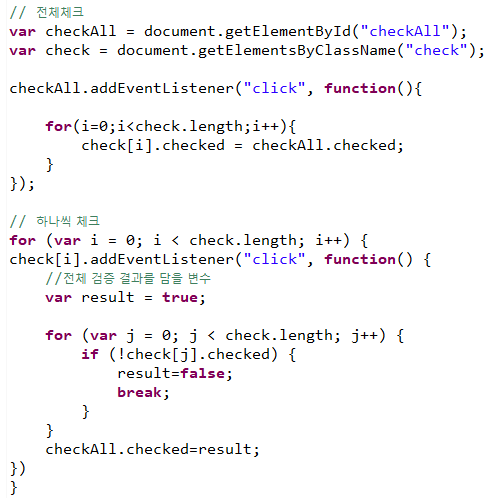 // 전체체크
var checkAll = document.getElementById("checkAll");
var check = document.getElementsByClassName("check");

checkAll.addEventListener("click", function(){

    for(i=0;i<check.length;i++){
        check[i].checked = checkAll.checked;
    }
});

// 하나씩 체크
for (var i = 0; i < check.length; i++) {
check[i].addEventListener("click", function() {
    //전체 검증 결과를 담을 변수
    var result = true;

    for (var j = 0; j < check.length; j++) {
        if (!check[j].checked) {
            result=false;
            break;
        }
    }
    checkAll.checked=result;
})
}